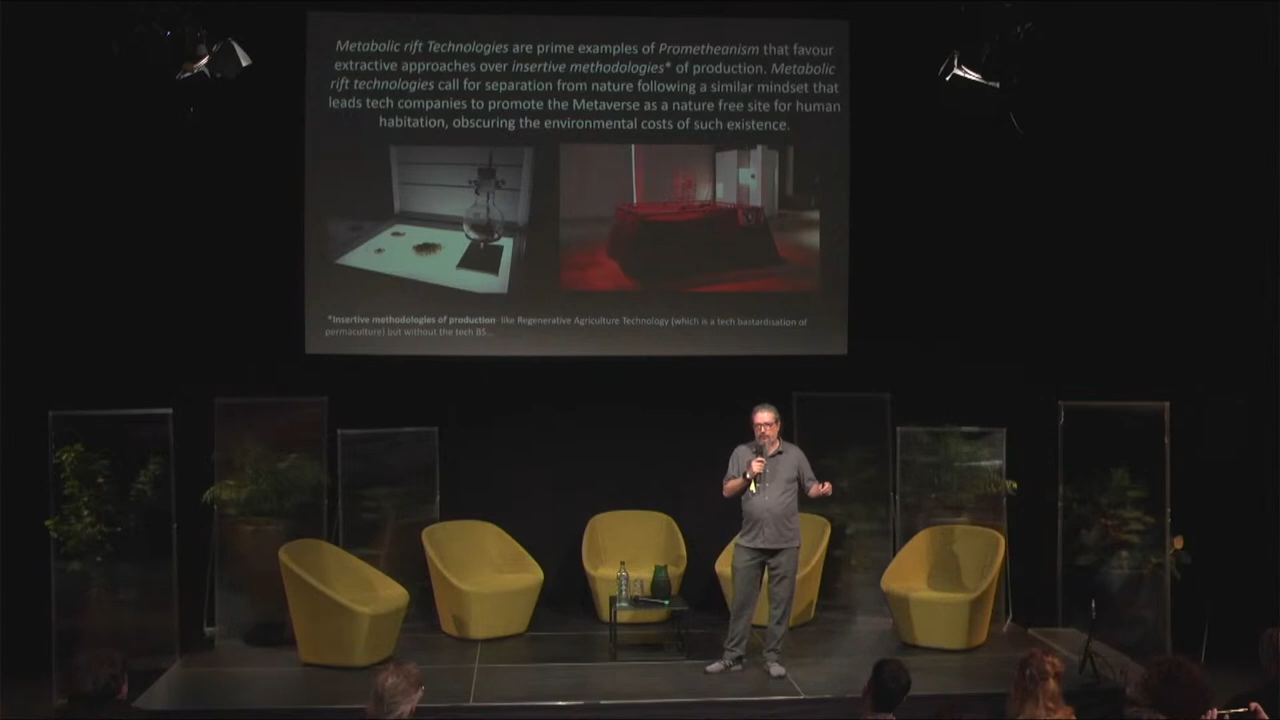 Metabolic rift Technologies are prime examples of Prometheanism that favour
extractive approaches over insertive methodologies* of production. Metabolic
rift technologies call for separation from nature following a similar mindset that
leads tech companies to promote the Metaverse as a nature free site for human
habitation, obscuring the environmental costs of such existence.
*Insertive methodologies of production- like Regenerative Agriculture Technology (which is a tech bastardisation of
permaculture) but without the tech BS...